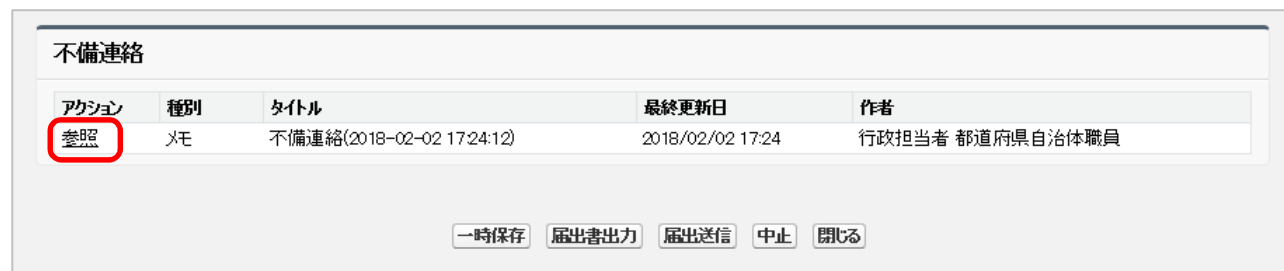 不備連絡
アクション 種別 タイトル 最終更新日 作者
参照 メモ 不備連絡(2018-02-02 17:24:12) 2018/02/02 17:24 行政担当者 都道府県自治体職員
一時保存 届出書出力 届出送信 中止 閉じる